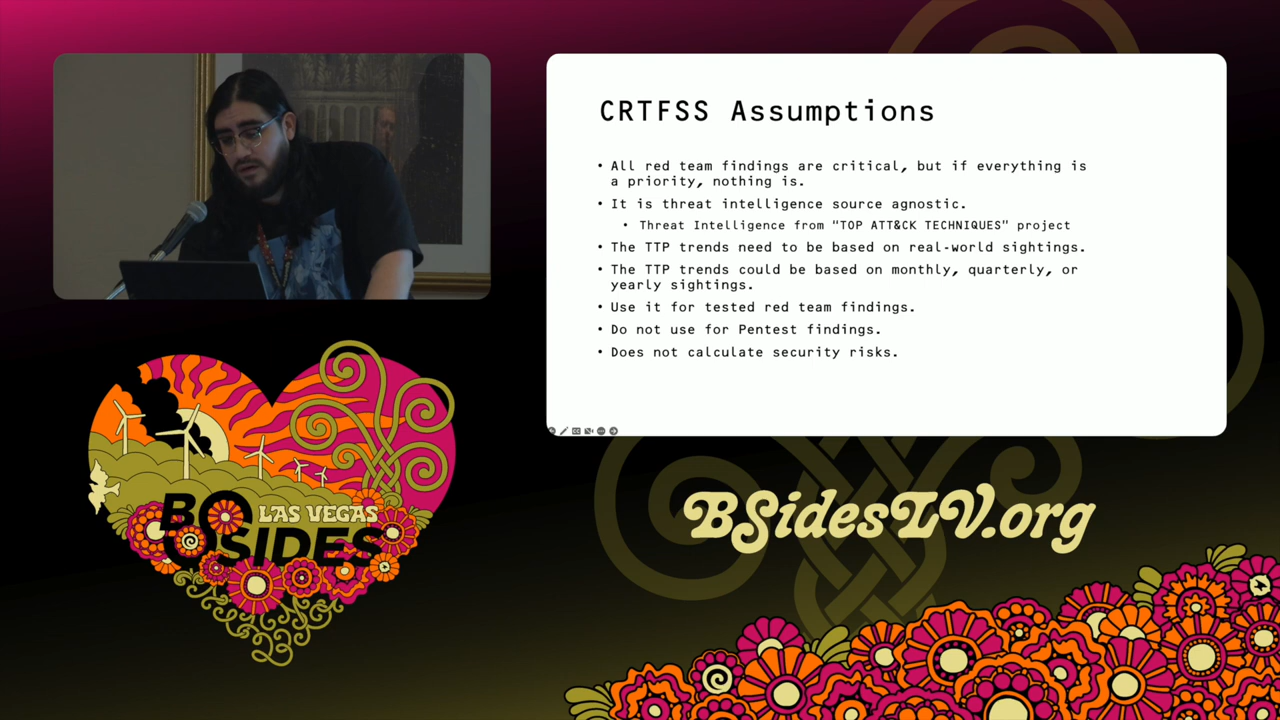 CRTFSS Assumptions
• All red team findings are critical, but if everything is
a priority, nothing is.
• It is threat intelligence source agnostic.
• Threat Intelligence from “TOP ATT&CK TECHNIQUES” project
• The TTP trends need to be based on real-world sightings.
• The TTP trends could be based on monthly, quarterly, or
yearly sightings.
• Use it for tested red team findings.
• Do not use for Pentest findings.
• Does not calculate security risks.
LAS VEGAS
BSIDES
BSidesLV.org